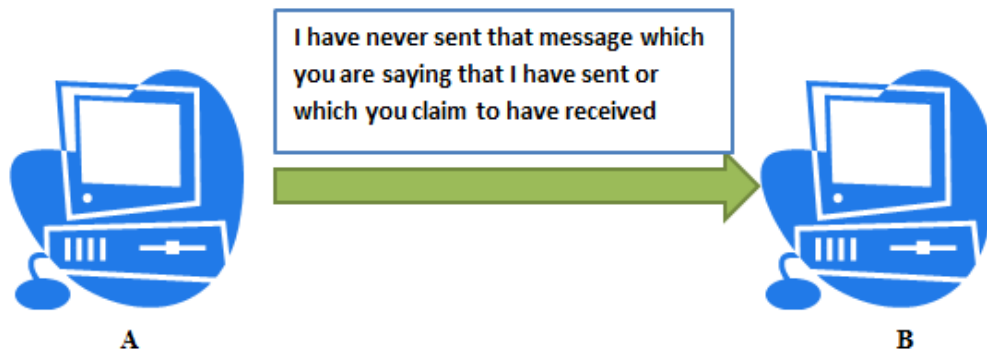 I have never sent that message which
you are saying that I have sent or
which you claim to have received
A
B